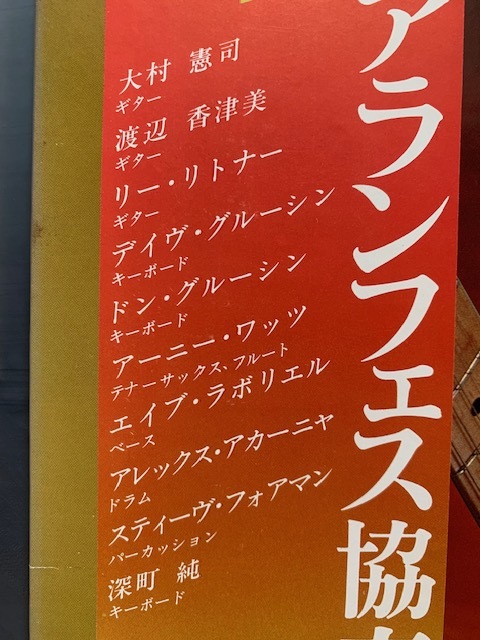 アランフェス協
大村 憲司
ギター
渡辺 香津美
ギター
リー・リトナー
ギター
デイヴ・グルーシン
キーボード
ドン・グルーシン
キーボード
アーニー・ワッツ
テナーサックス、フルート
エイブ・ラボリエル
ベース
アレックス・アカーニャ
ドラム
スティーヴ・フォアマン
パーカッション
深町 純
キーボード